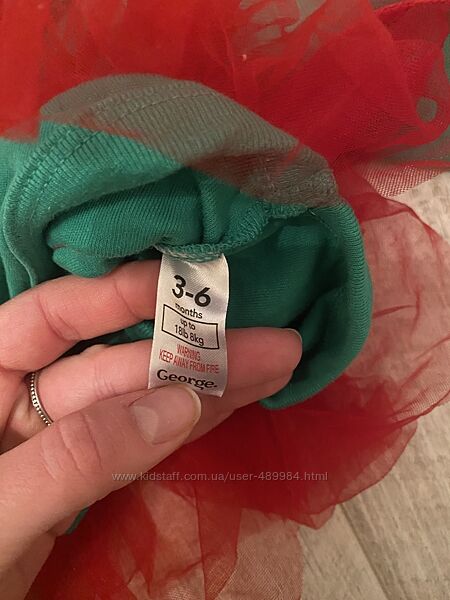 3-6
months
up to
18lb 8kg
WARNING
KEEP AWAY FROM FIRE
George.
www.kidstaff.com.ua/user-489984.html